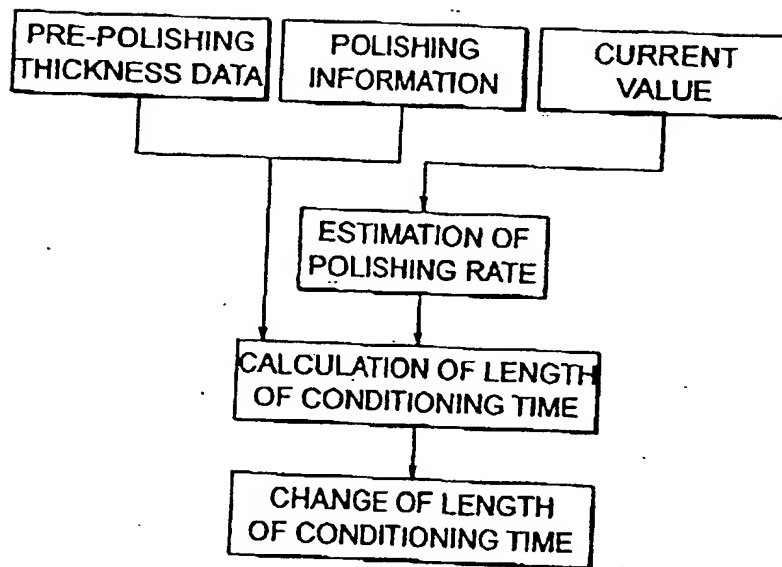 PRE-POLISHING
THICKNESS DATA
POLISHING
INFORMATION
CURRENT
VALUE
ESTIMATION OF
POLISHING RATE
CALCULATION OF LENGTH
OF CONDITIONING TIME
CHANGE OF LENGTH
OF CONDITIONING TIME